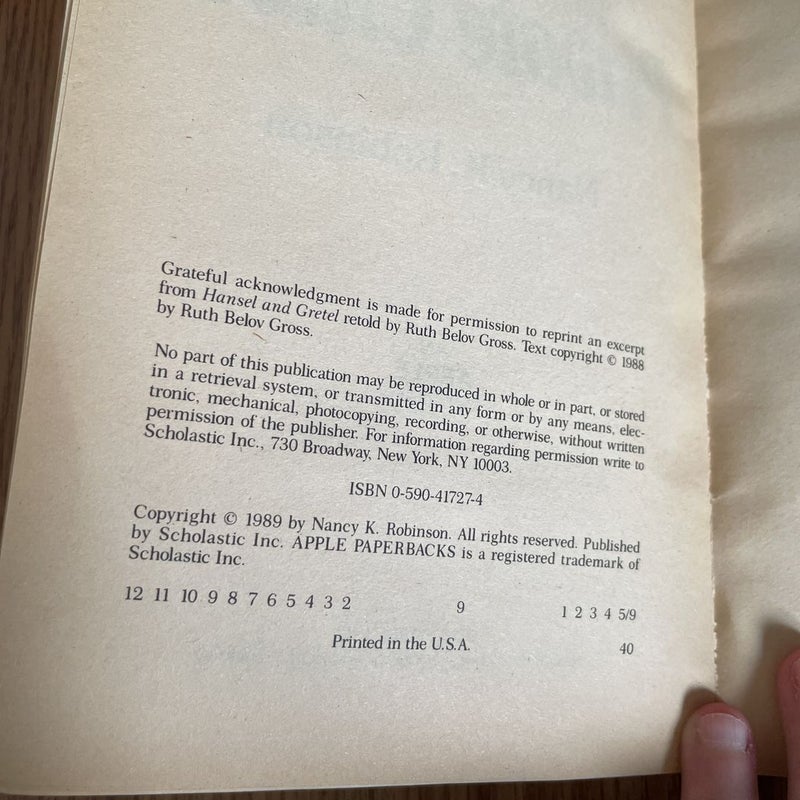 Grateful acknowledgment is made for permission to reprint an excerpt
from Hansel and Gretel retold by Ruth Belov Gross. Text copyright © 1988
by Ruth Belov Gross.
No part of this publication may be reproduced in whole or in part, or stored
in a retrieval system, or transmitted in any form or by any means, elec-
tronic, mechanical, photocopying, recording, or otherwise, without written
permission of the publisher. For information regarding permission write to
Scholastic Inc., 730 Broadway, New York, NY 10003.
ISBN 0-590-41727-4
Copyright © 1989 by Nancy K. Robinson. All rights reserved. Published
by Scholastic Inc. APPLE PAPERBACKS is a registered trademark of
Scholastic Inc.
12 11 10 9 8 7 6 5 4 3 2 9 1 2 3 4 5/9
Printed in the U.S.A. 40